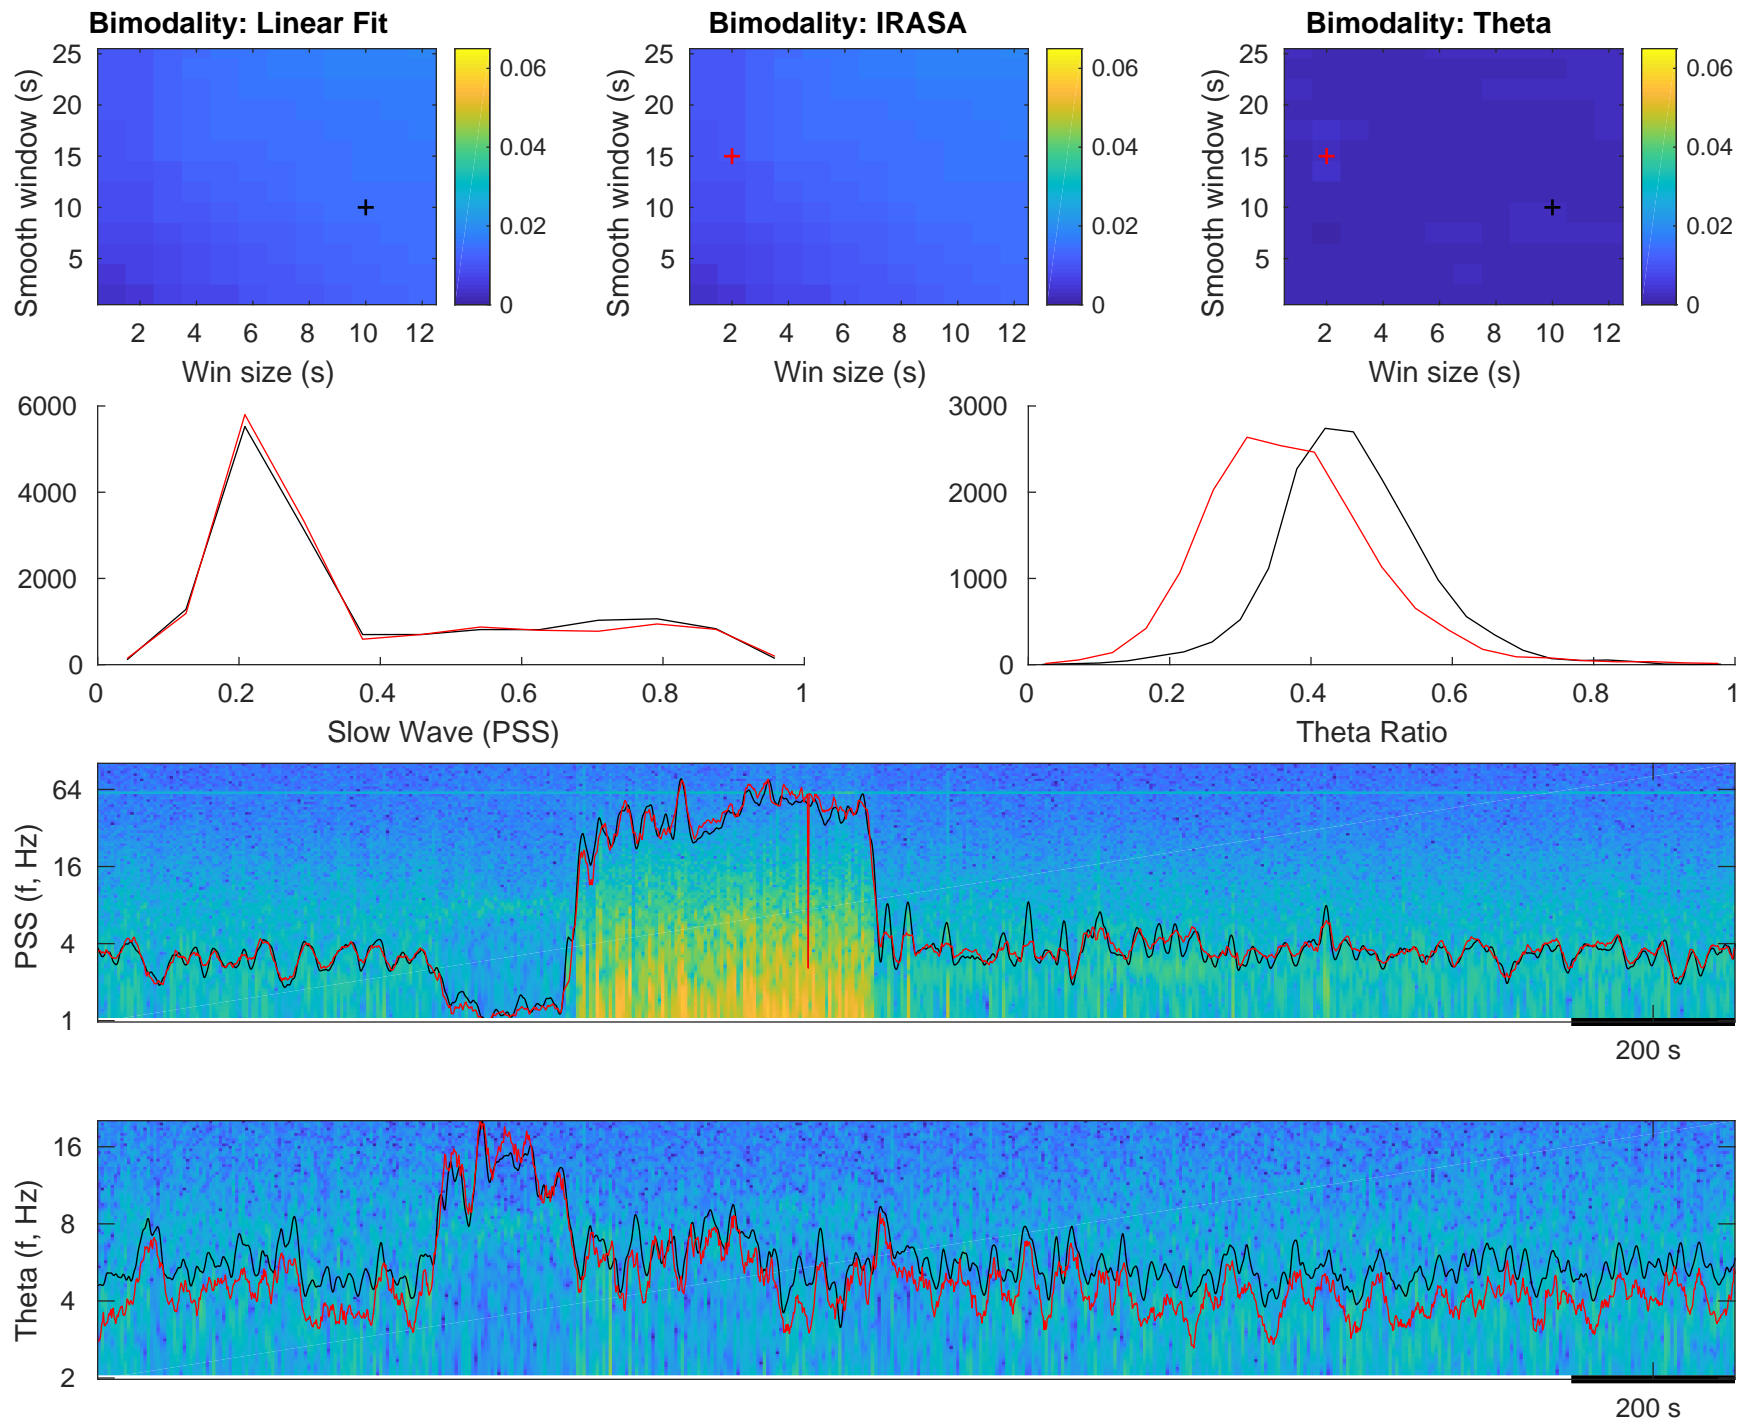 Bimodality: Linear Fit
Bimodality: IRASA
Bimodality: Theta
Smooth window (s)
25
20
15
10
5
2 4 6 8 10 12
Win size (s)
0.06
0.04
0.02
0
Smooth window (s)
25
20
15
10
5
2 4 6 8 10 12
Win size (s)
0.06
0.04
0.02
0
Smooth window (s)
25
20
15
10
5
2 4 6 8 10 12
Win size (s)
0.06
0.04
0.02
0
6000
4000
2000
0
0 0.2 0.4 0.6 0.8 1
Slow Wave (PSS)
3000
2000
1000
0
0 0.2 0.4 0.6 0.8 1
Theta Ratio
PSS (f, Hz)
64
16
4
1
200 s
Theta (f, Hz)
16
8
4
2
200 s